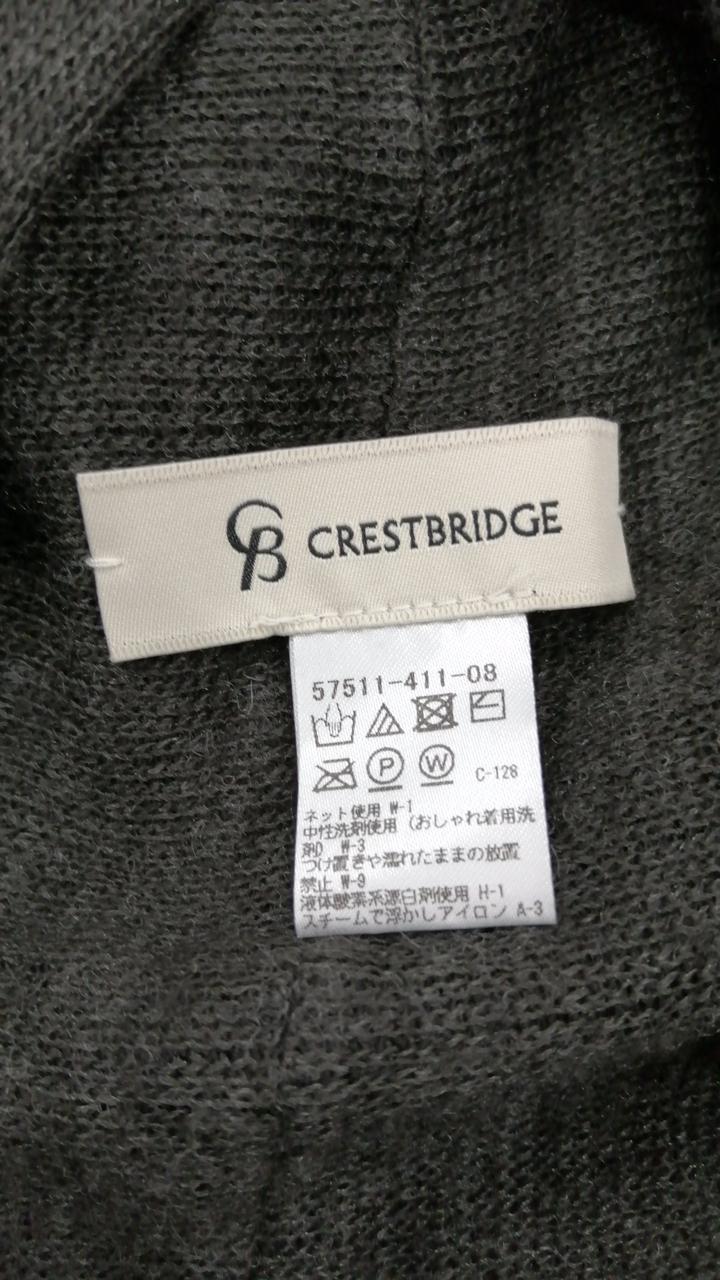 CB CRESTBRIDGE
57511-411-08
P W C-128
ネット使用 W-1
中性洗剤使用（おしゃれ着用洗
剤） W-3
つけ置きや濡れたままの放置
禁止 W-9
液体酸素系漂白剤使用 H-1
スチームで浮かしアイロン A-3